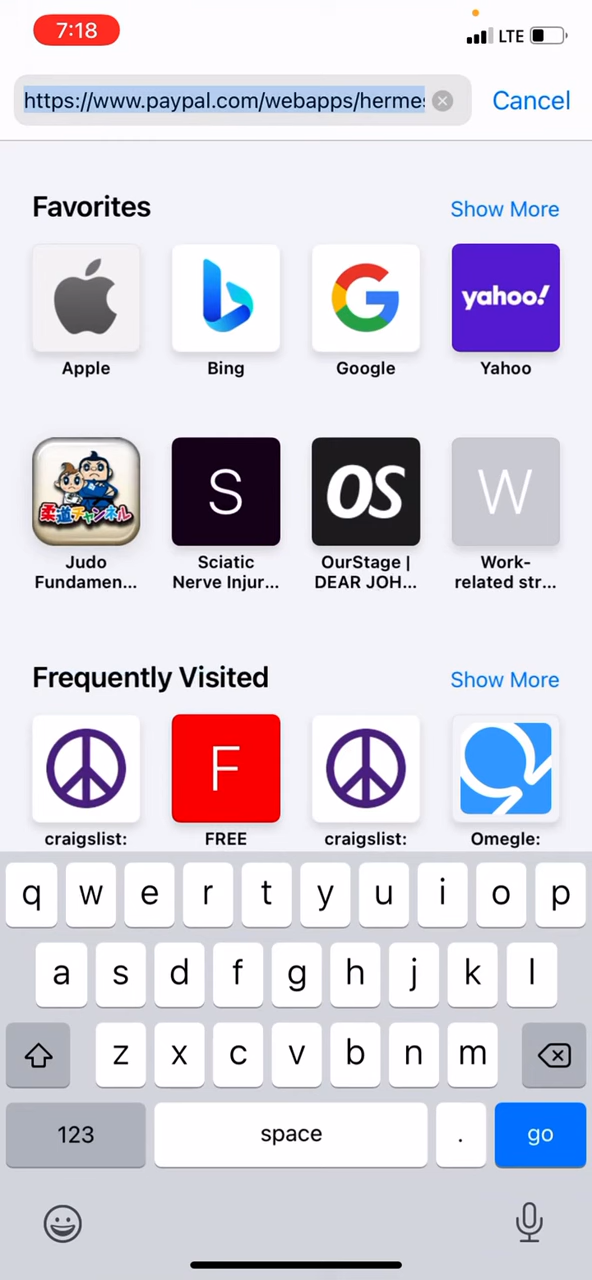 7:18
LTE
https://www.paypal.com/webapps/hermes
Cancel
Favorites
Show More
Apple
Bing
Google
yahoo!
Yahoo
柔道チャンネル
S
OS
W
Judo
Fundamen...
Sciatic
Nerve Injur...
OurStage |
DEAR JOH...
Work-
related str...
Frequently Visited
Show More
F
craigslist:
FREE
craigslist:
Omegle:
q w e r t y u i o p
a s d f g h j k l
z x c v b n m
123
space
.
go